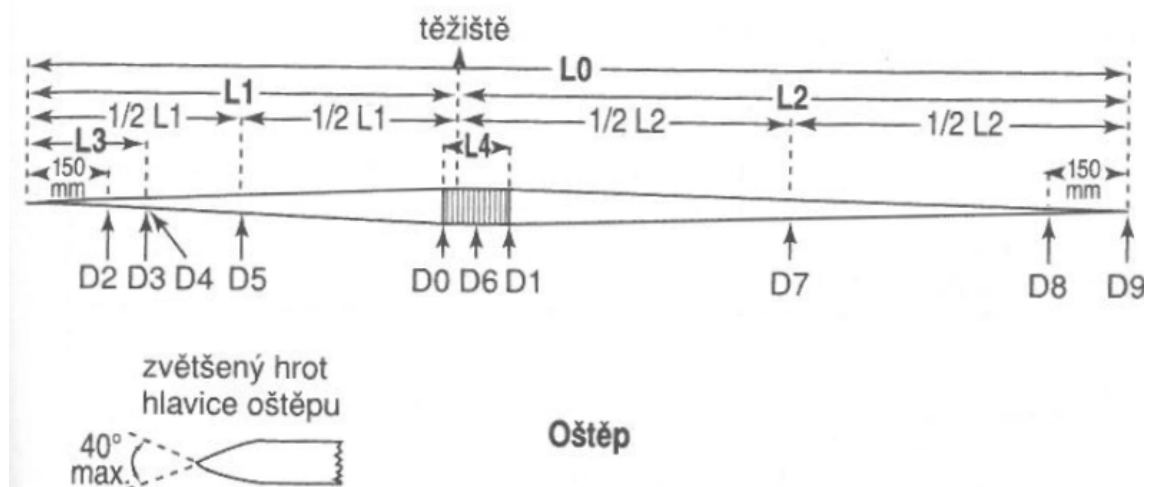 těžiště
L0
L1 L2
1/2 L1 1/2 L1 1/2 L2 1/2 L2
L3 L4
150 150
mm mm
D2 D3 D4 D5 D0 D6 D1 D7 D8 D9
zvětšený hrot
hlavice oštěpu
40°
max.
Oštěp